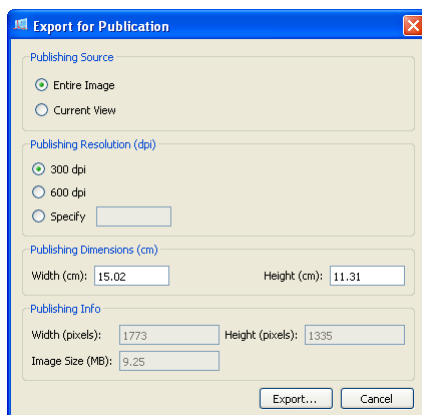 Export for Publication
Publishing Source
Entire Image
Current View
Publishing Resolution (dpi)
300 dpi
600 dpi
Specify
Publishing Dimensions (cm)
Width (cm): 15.02 Height (cm): 11.31
Publishing Info
Width (pixels): 1773 Height (pixels): 1335
Image Size (MB): 9.25
Export... Cancel